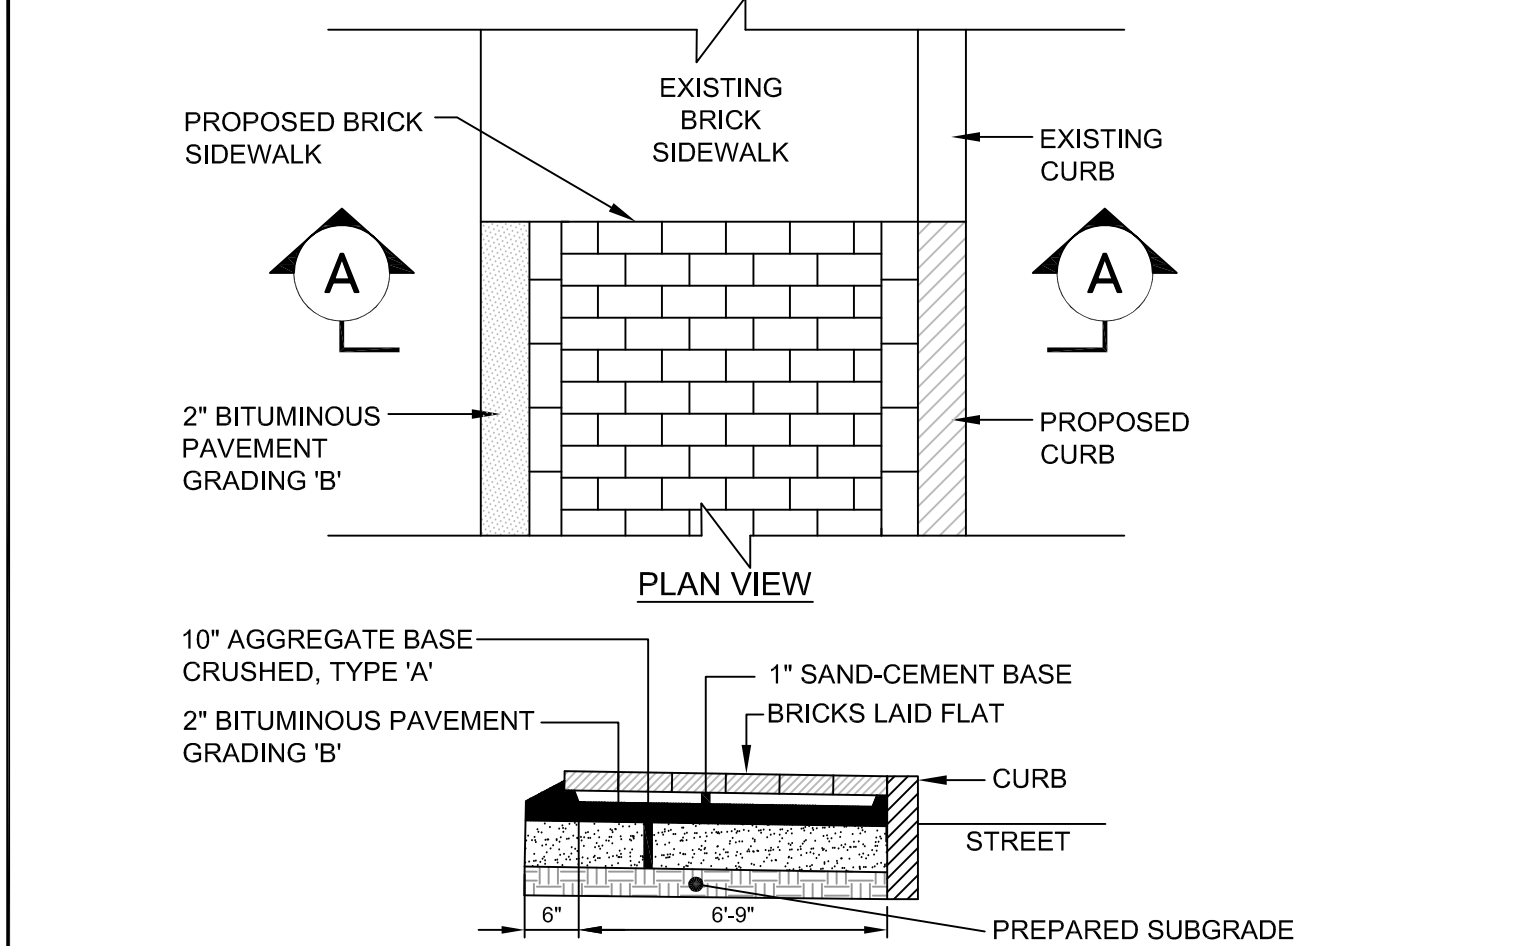 EXISTING
BRICK
SIDEWALK
PROPOSED BRICK
SIDEWALK
EXISTING
CURB
A
A
2" BITUMINOUS
PAVEMENT
GRADING 'B'
PROPOSED
CURB
PLAN VIEW
10" AGGREGATE BASE
CRUSHED, TYPE 'A'
1" SAND-CEMENT BASE
BRICKS LAID FLAT
2" BITUMINOUS PAVEMENT
GRADING 'B'
CURB
STREET
6"
6'-9"
PREPARED SUBGRADE